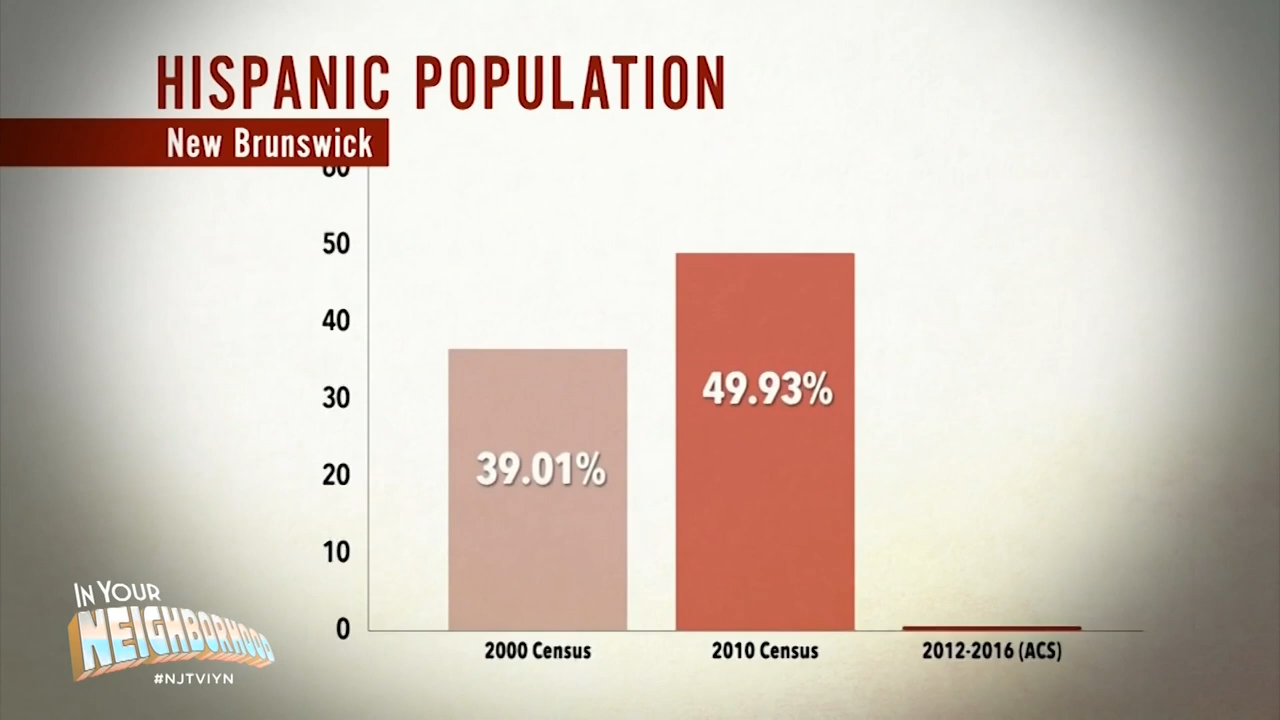 HISPANIC POPULATION
New Brunswick
60
50
40
30
20
10
0
39.01%
49.93%
2000 Census
2010 Census
2012-2016 (ACS)
IN YOUR
NEIGHBORHOOD
#NJTVIYN